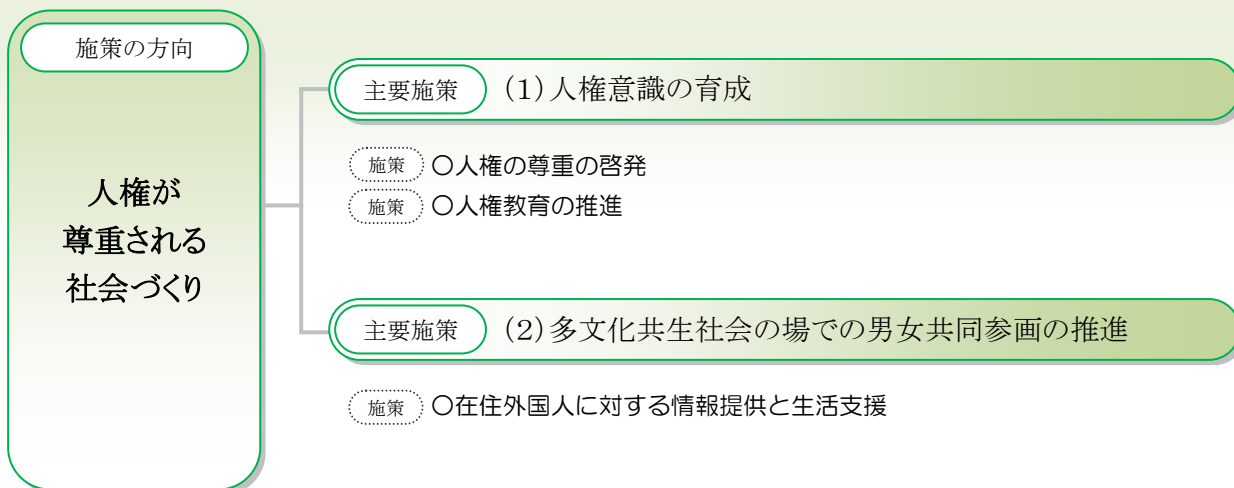 施策の方向
人権が
尊重される
社会づくり
主要施策 (1)人権意識の育成
施策 〇人権の尊重の啓発
施策 〇人権教育の推進
主要施策 (2)多文化共生社会の場での男女共同参画の推進
施策 〇在住外国人に対する情報提供と生活支援